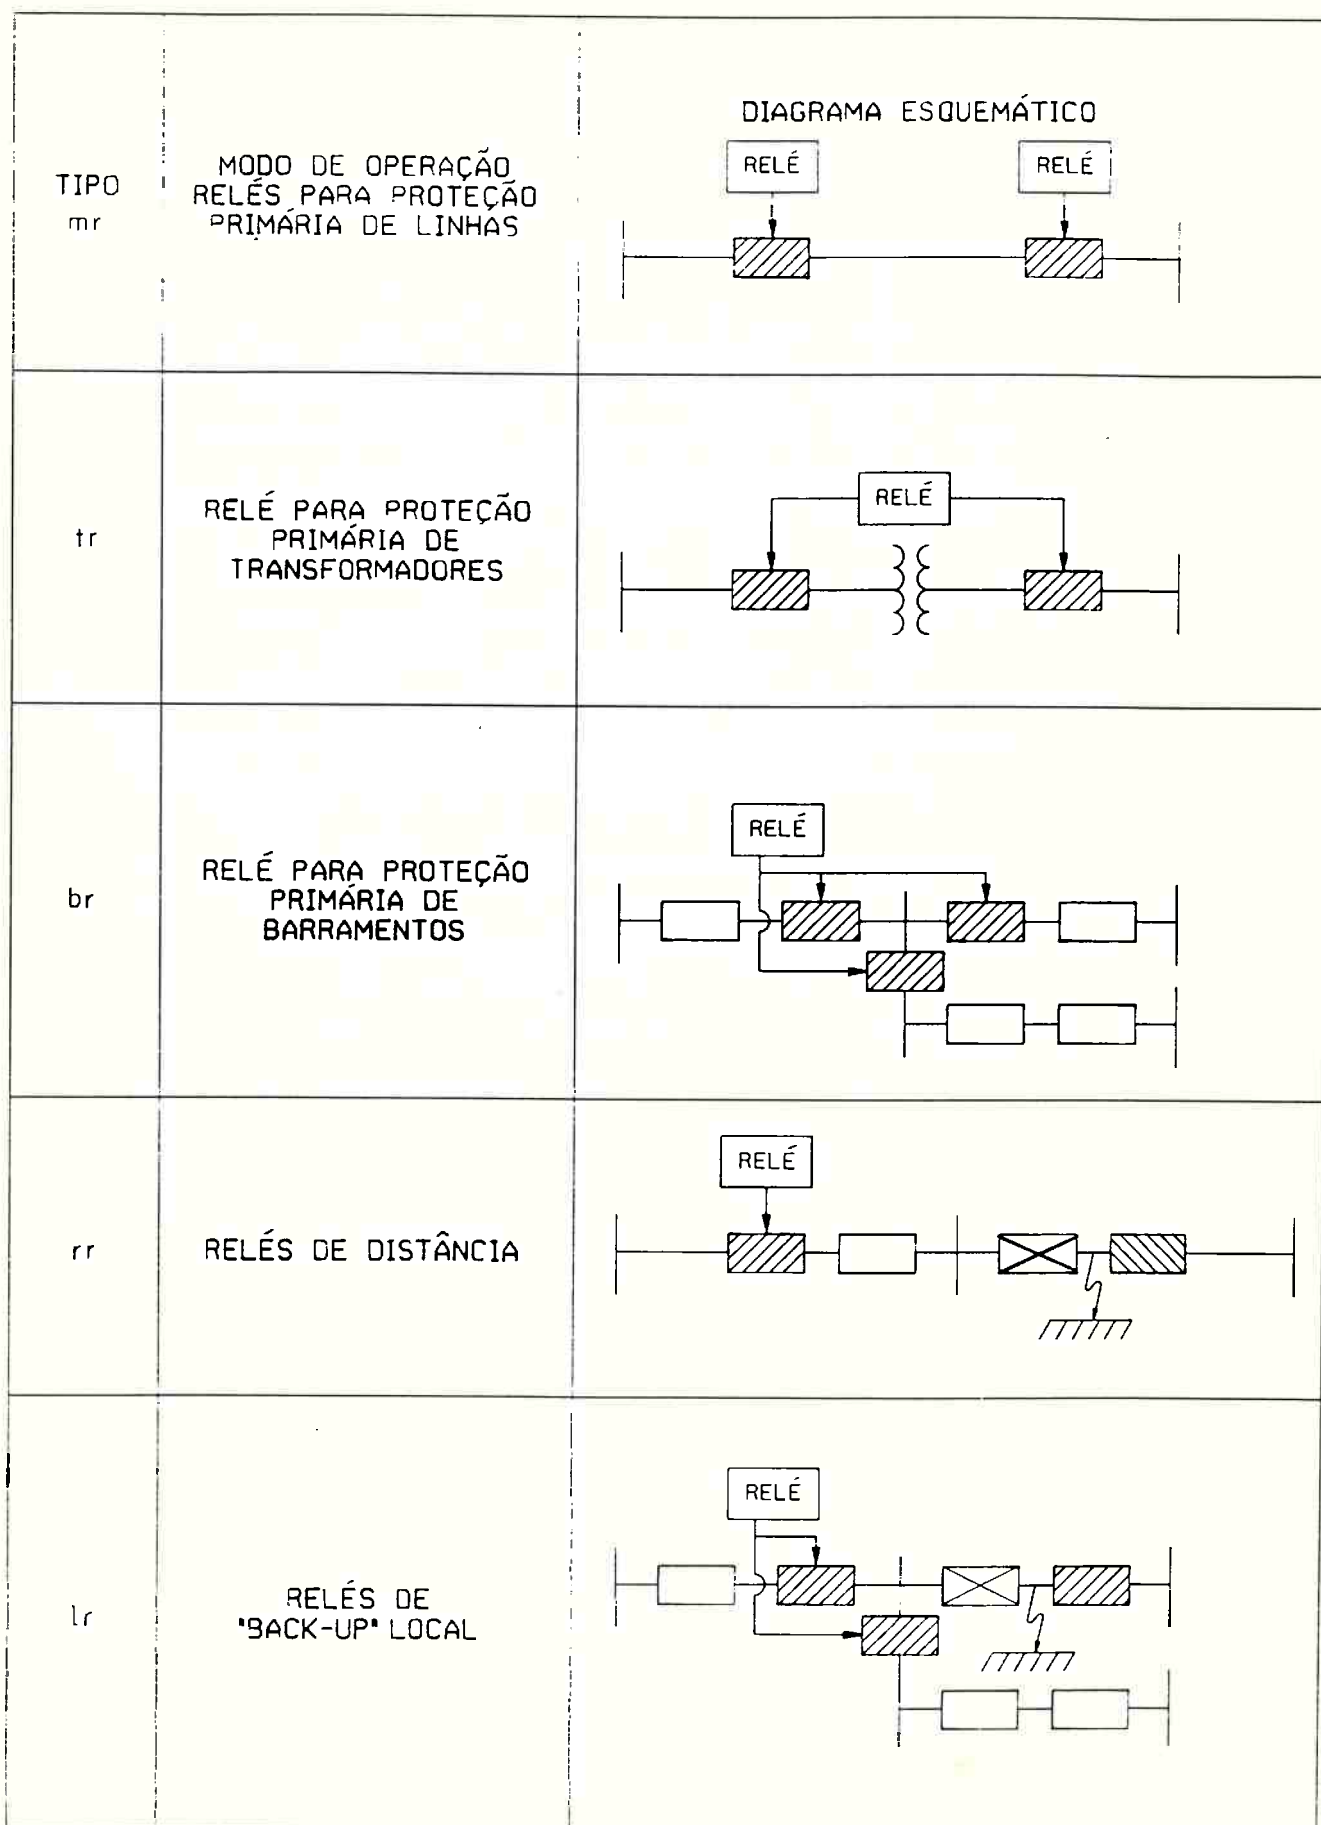 DIAGRAMA ESQUEMÁTICO
TIPO
mr
MODO DE OPERAÇÃO
RELÉS PARA PROTEÇÃO
PRIMÁRIA DE LINHAS
RELÉ
RELÉ
tr
RELÉ PARA PROTEÇÃO
PRIMÁRIA DE
TRANSFORMADORES
RELÉ
br
RELÉ PARA PROTEÇÃO
PRIMÁRIA DE
BARRAMENTOS
RELÉ
rr
RELÉS DE DISTÂNCIA
RELÉ
lr
RELÉS DE
"BACK-UP" LOCAL
RELÉ